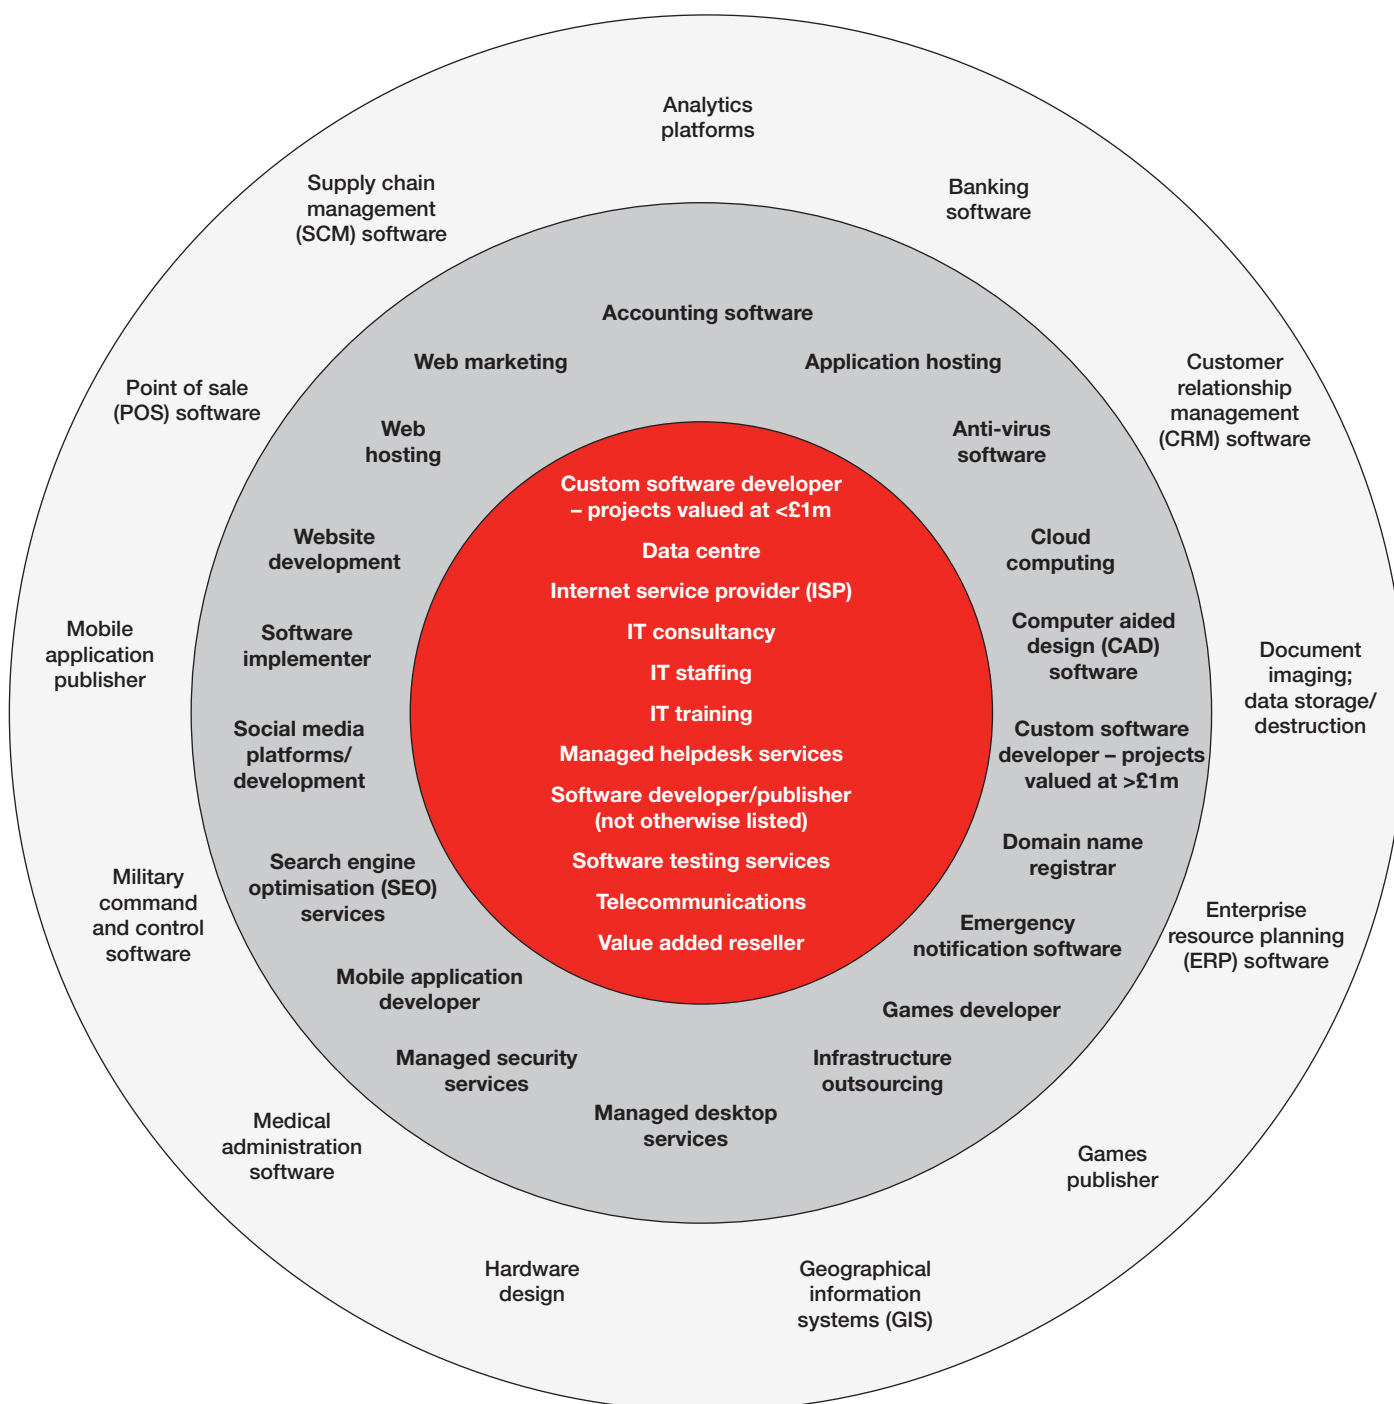 Analytics
platforms
Banking
software
Customer
relationship
management
(CRM) software
Document
imaging;
data storage/
destruction
Enterprise
resource planning
(ERP) software
Games
publisher
Geographical
information
systems (GIS)
Hardware
design
Medical
administration
software
Military
command
and control
software
Mobile
application
publisher
Point of sale
(POS) software
Supply chain
management
(SCM) software
Accounting software
Application hosting
Anti-virus
software
Cloud
computing
Computer aided
design (CAD)
software
Custom software
developer – projects
valued at >£1m
Domain name
registrar
Emergency
notification software
Games developer
Infrastructure
outsourcing
Managed desktop
services
Managed security
services
Mobile application
developer
Search engine
optimisation (SEO)
services
Social media
platforms/
development
Software
implementer
Website
development
Web
hosting
Web marketing
Custom software developer
– projects valued at <£1m
Data centre
Internet service provider (ISP)
IT consultancy
IT staffing
IT training
Managed helpdesk services
Software developer/publisher
(not otherwise listed)
Software testing services
Telecommunications
Value added reseller